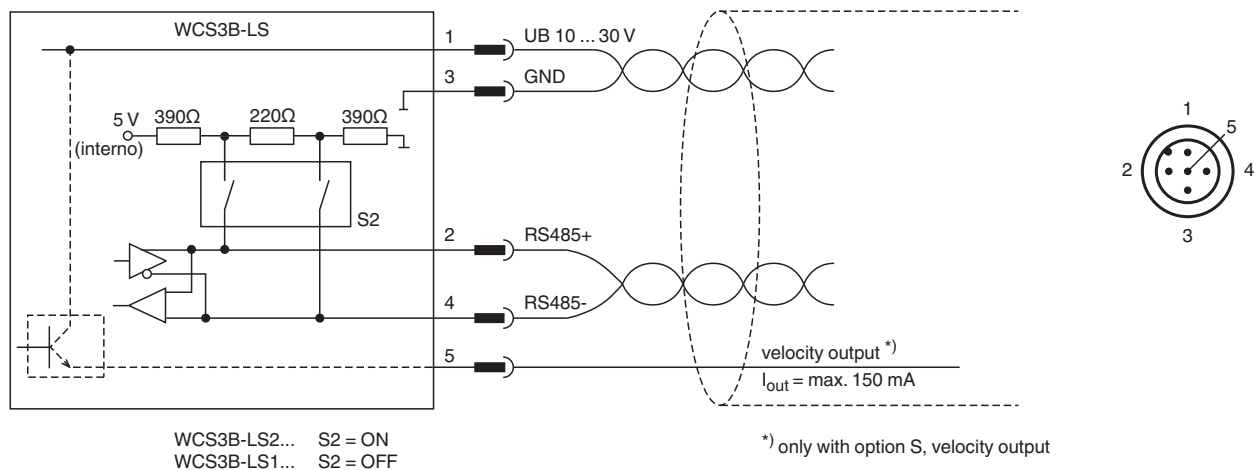 WCS3B-LS
1
UB 10 ... 30 V
3
GND
5 V
(interno)
390Ω
220Ω
390Ω
S2
2
RS485+
4
RS485-
5
velocity output *)
Iout = max. 150 mA
WCS3B-LS2... S2 = ON
WCS3B-LS1... S2 = OFF
*) only with option S, velocity output
1
5
2
4
3